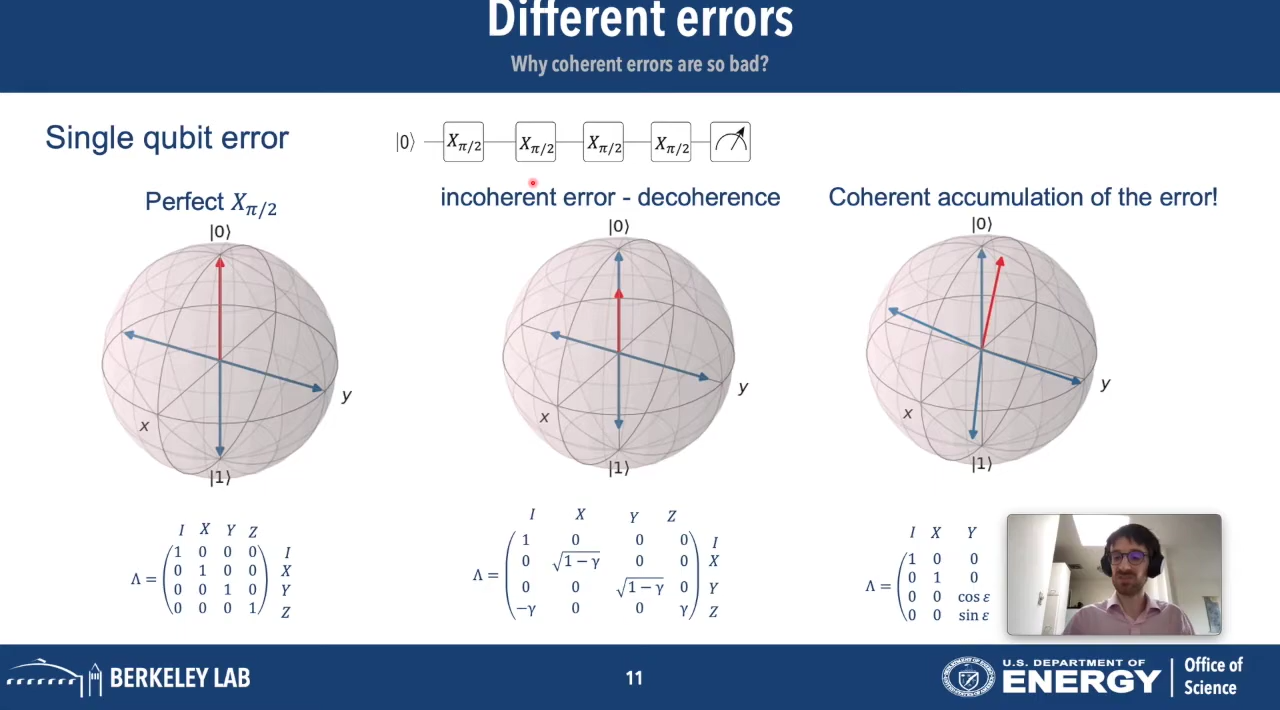 Different errors
Why coherent errors are so bad?
Single qubit error
|0⟩ X_{π/2} X_{π/2} X_{π/2} X_{π/2}
Perfect X_{π/2}
|0⟩
y
x
|1⟩
I X Y Z
Λ =
1 0 0 0 I
0 1 0 0 X
0 0 1 0 Y
0 0 0 1 Z
incoherent error - decoherence
|0⟩
y
x
|1⟩
I X Y Z
Λ =
1 0 0 0 I
0 √1−γ 0 0 X
0 0 √1−γ 0 Y
−γ 0 0 γ Z
Coherent accumulation of the error!
|0⟩
y
x
|1⟩
I X Y
Λ =
1 0 0
0 1 0
0 0 cos ε
0 0 sin ε
BERKELEY LAB
11
U.S. DEPARTMENT OF
ENERGY
Office of
Science